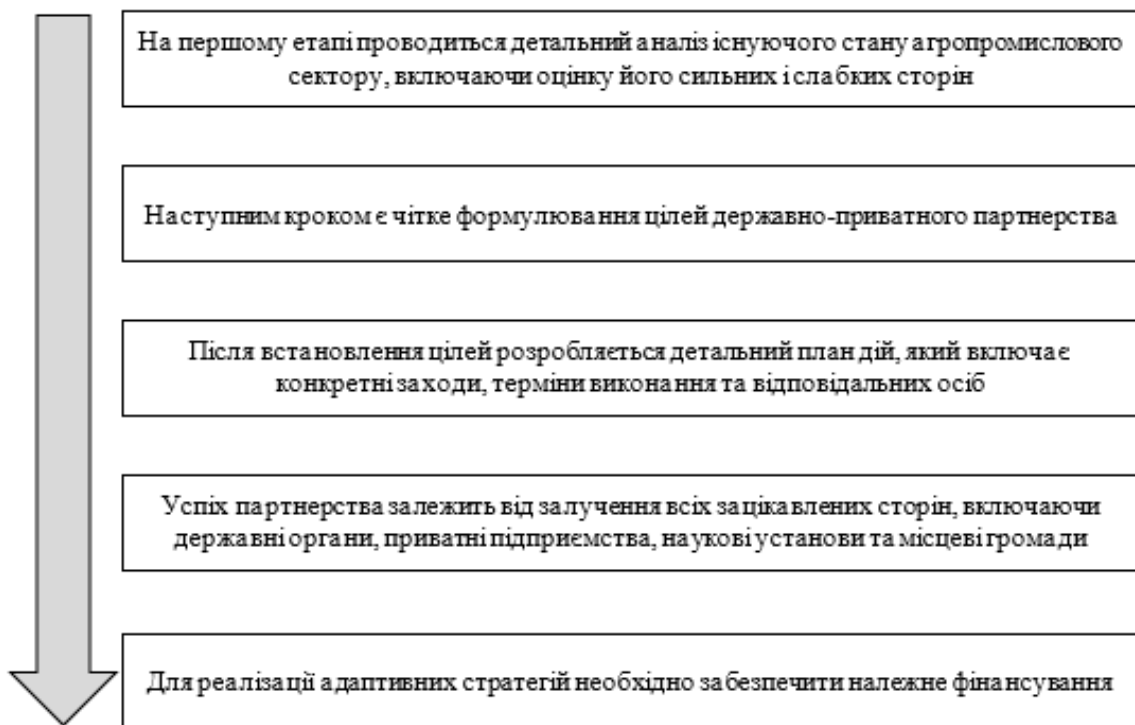 На першому етапі проводиться детальний аналіз існуючого стану агропромислового
сектору, включаючи оцінку його сильних і слабких сторін
Наступним кроком є чітке формулювання цілей державно-приватного партнерства
Після встановлення цілей розробляється детальний план дій, який включає
конкретні заходи, терміни виконання та відповідальних осіб
Успіх партнерства залежить від залучення всіх зацікавлених сторін, включаючи
державні органи, приватні підприємства, наукові установи та місцеві громади
Для реалізації адаптивних стратегій необхідно забезпечити належне фінансування